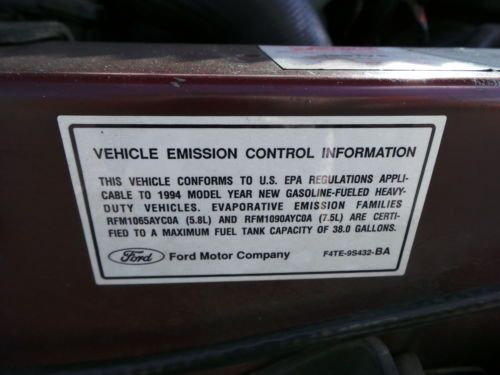 VEHICLE EMISSION CONTROL INFORMATION
THIS VEHICLE CONFORMS TO U.S. EPA REGULATIONS APPLI-
CABLE TO 1994 MODEL YEAR NEW GASOLINE-FUELED HEAVY-
DUTY VEHICLES. EVAPORATIVE EMISSION FAMILIES
RFM1065AYC0A (5.8L) AND RFM1090AYC0A (7.5L) ARE CERTI-
FIED TO A MAXIMUM FUEL TANK CAPACITY OF 38.0 GALLONS.
Ford Ford Motor Company F4TE-9S432-BA